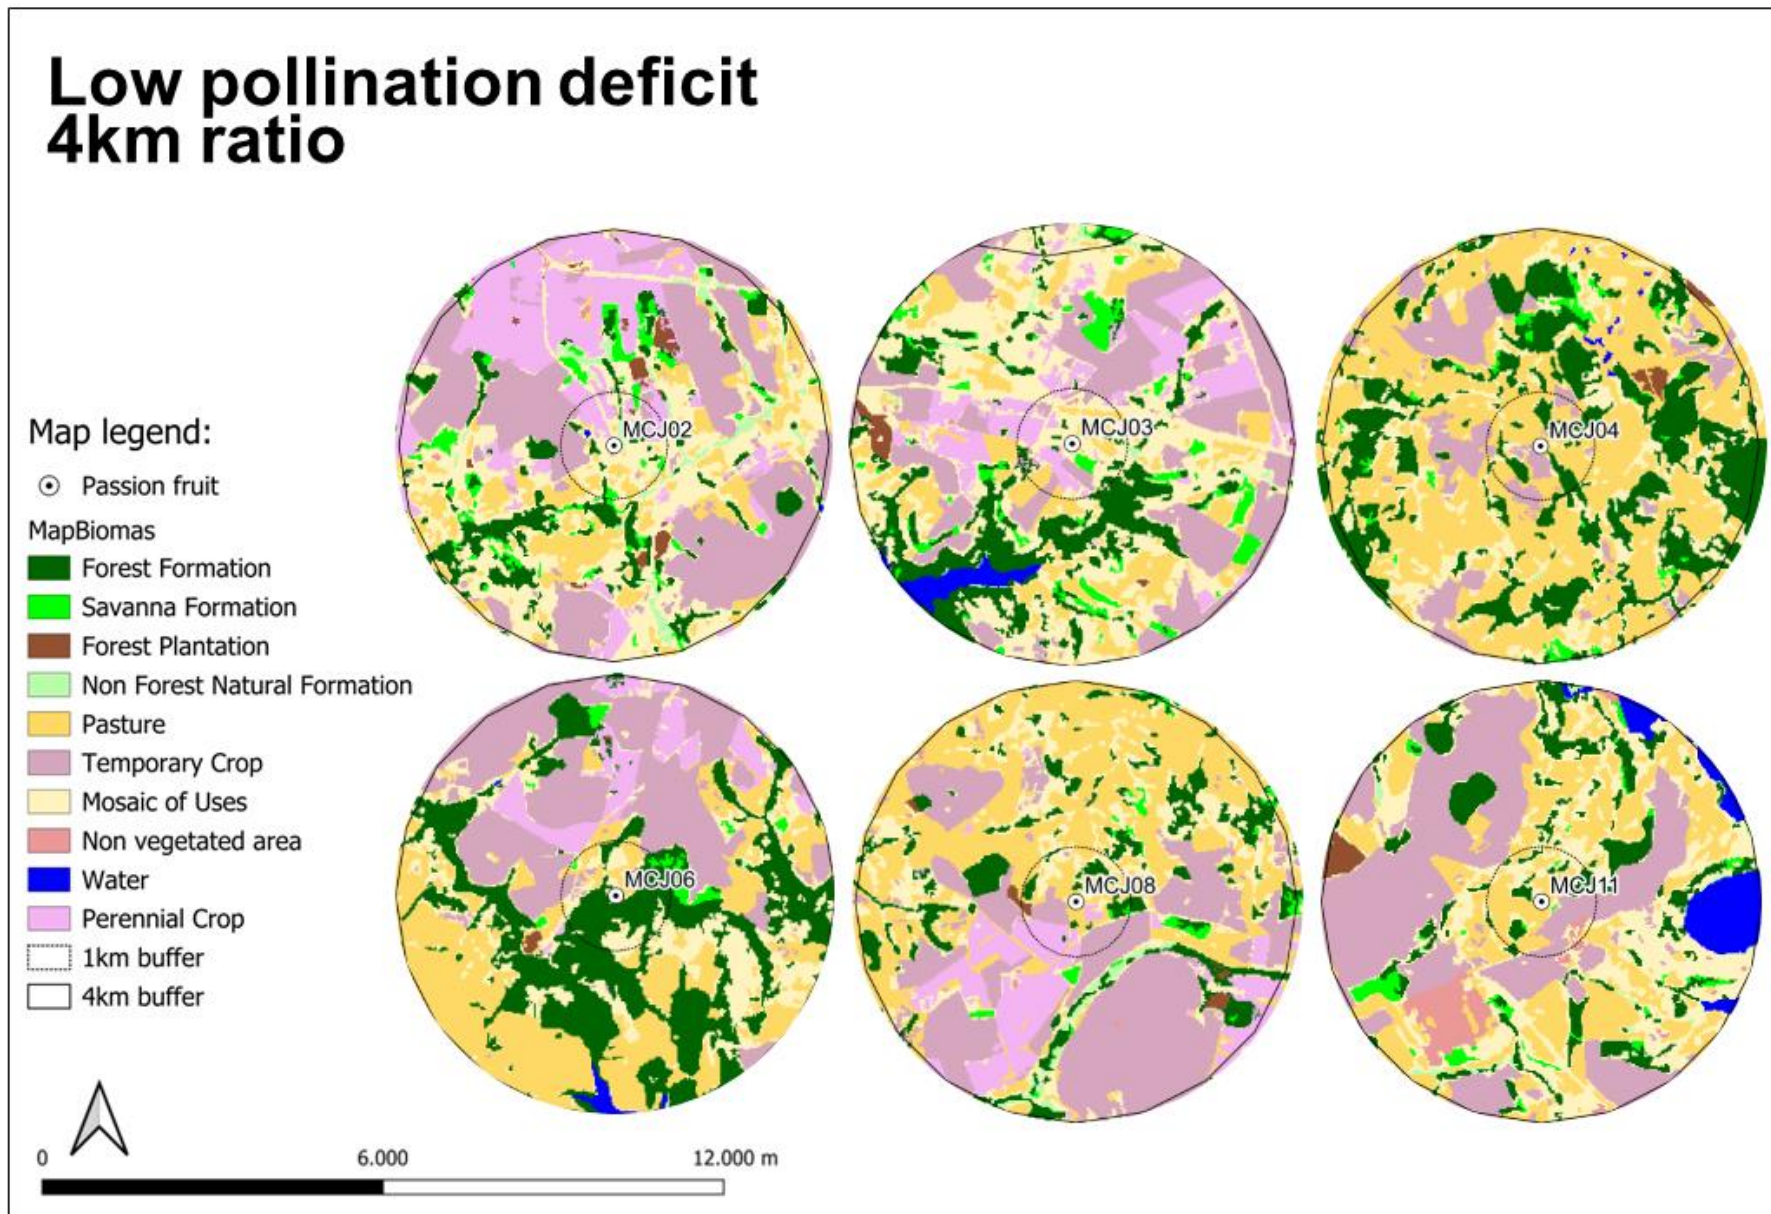 Low pollination deficit
4km ratio
MCJ02
MCJ03
MCJ04
Map legend:
Passion fruit
MapBiomas
Forest Formation
Savanna Formation
Forest Plantation
Non Forest Natural Formation
Pasture
Temporary Crop
Mosaic of Uses
Non vegetated area
Water
Perennial Crop
1km buffer
4km buffer
MCJ06
MCJ08
MCJ11
0 6.000 12.000 m